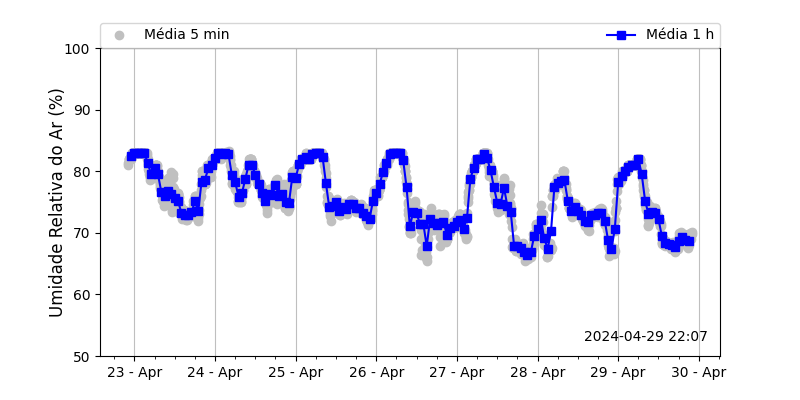 Média 5 min Média 1 h
Umidade Relativa do Ar (%)
100
90
80
70
60
50
2024-04-29 22:07
23 - Apr 24 - Apr 25 - Apr 26 - Apr 27 - Apr 28 - Apr 29 - Apr 30 - Apr